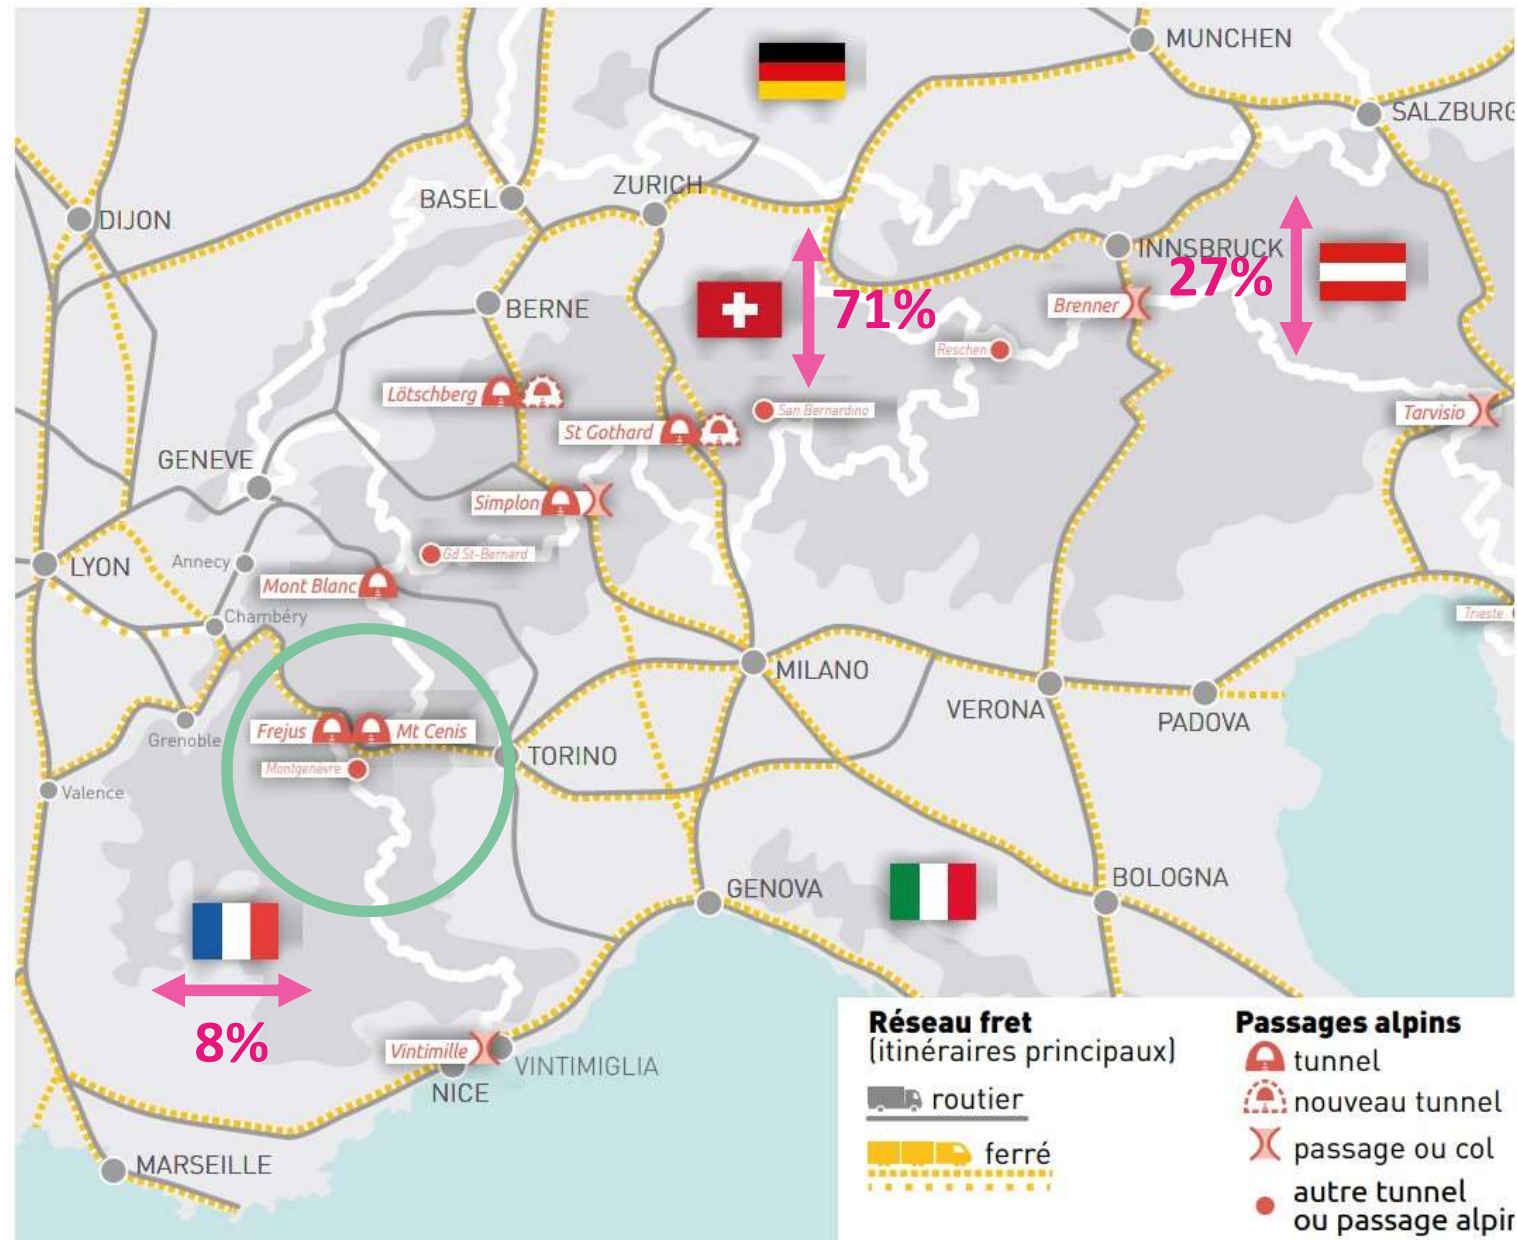 MUNCHEN
SALZBURG
ZURICH
BASEL
DIJON
INNSBRUCK
27%
71%
Brenner
BERNE
Reschen
Lötschberg
San Bernardino
Tarvisio
St Gothard
GENEVE
Simplon
Gd St-Bernard
Annecy
LYON
Mont Blanc
Chambéry
Trieste
MILANO
VERONA
PADOVA
Frejus
Mt Cenis
Grenoble
TORINO
Montgenèvre
Valence
BOLOGNA
GENOVA
8%
Vintimille
VINTIMIGLIA
NICE
MARSEILLE
Réseau fret
(itinéraires principaux)
routier
ferré
Passages alpins
tunnel
nouveau tunnel
passage ou col
autre tunnel
ou passage alpin